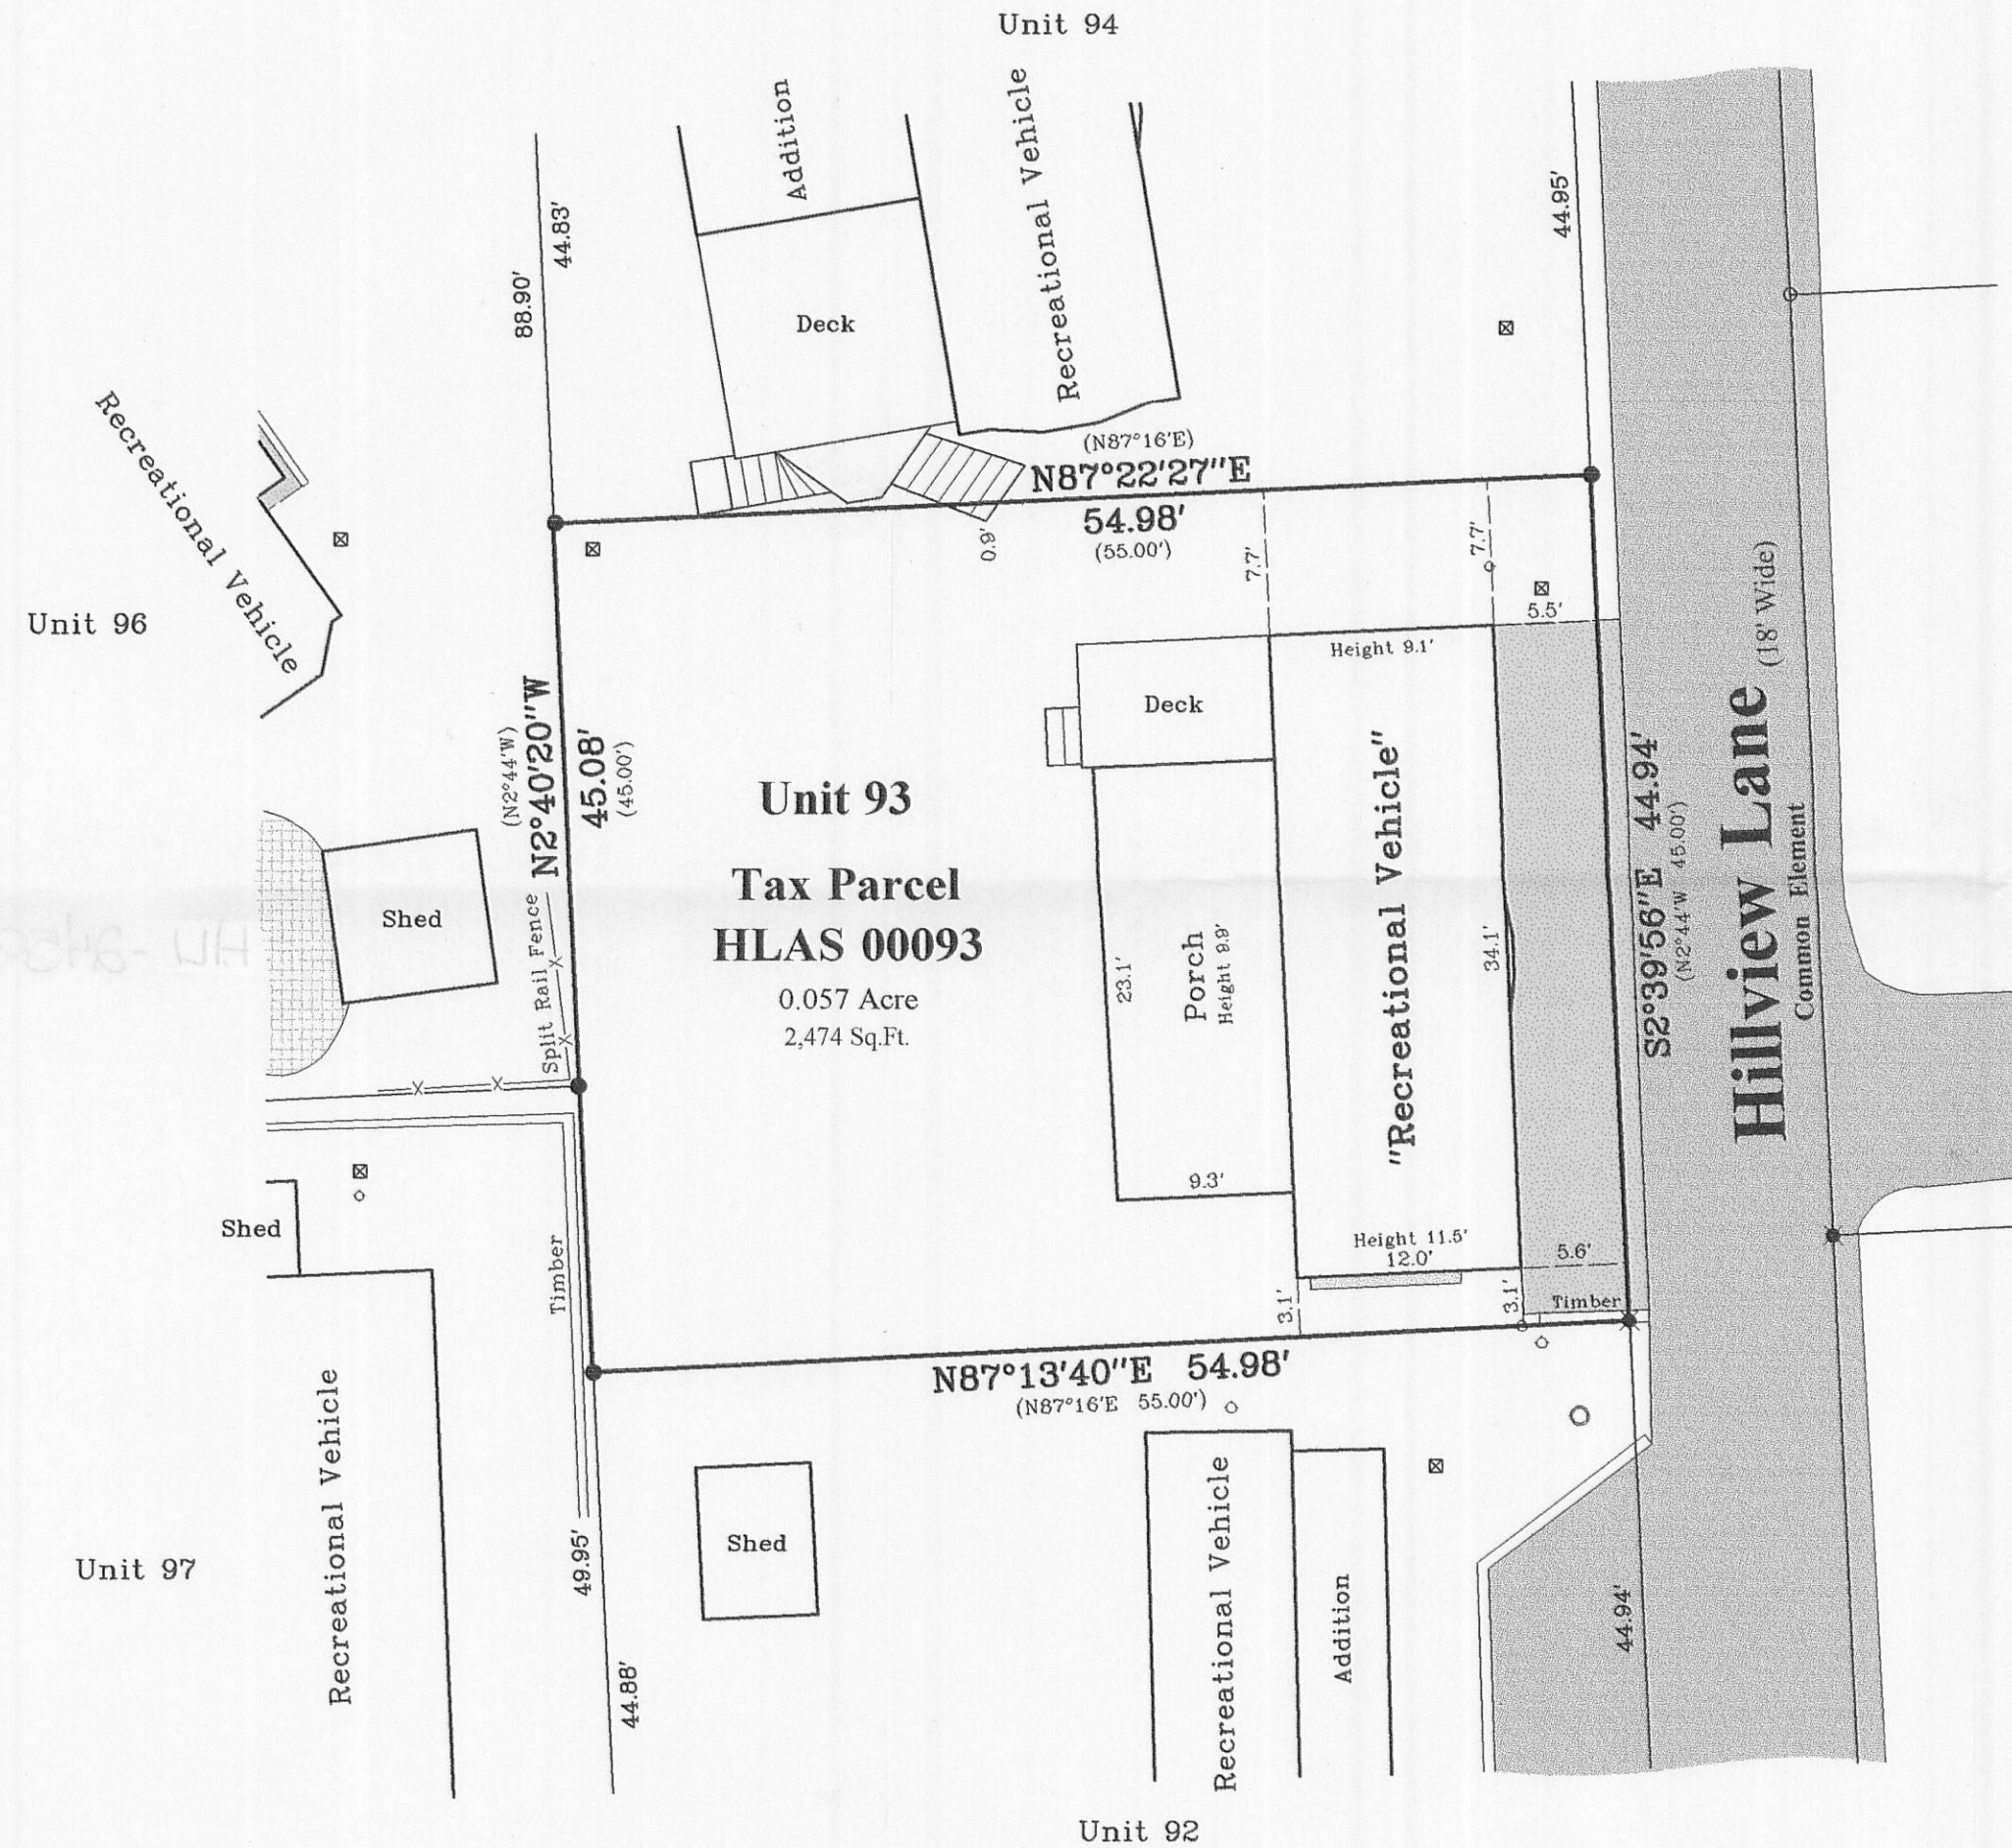 Unit 94
Addition
Recreational Vehicle
44.95'
44.83'
88.90'
Deck
Recreational Vehicle
Unit 96
(N87°16'E)
N87°22'27"E
54.98'
(55.00')
0.9'
7.7'
7.7'
5.5'
Height 9.1'
Deck
(N2°44'W)
N2°40'20"W
45.08'
(45.00')
Unit 93
Tax Parcel
HLAS 00093
0.057 Acre
2,474 Sq.Ft.
Shed
Split Rail Fence
23.1'
Porch
Height 9.9'
9.3'
"Recreational Vehicle"
34.1'
S2°39'56"E 44.94'
(N2°44'W 45.00')
Hillview Lane (18' Wide)
Common Element
Height 11.5'
12.0'
5.6'
3.1'
3.1'
Timber
Shed
Timber
N87°13'40"E 54.98'
(N87°16'E 55.00')
Recreational Vehicle
Unit 97
49.95'
44.88'
Shed
Recreational Vehicle
Addition
44.94'
Unit 92